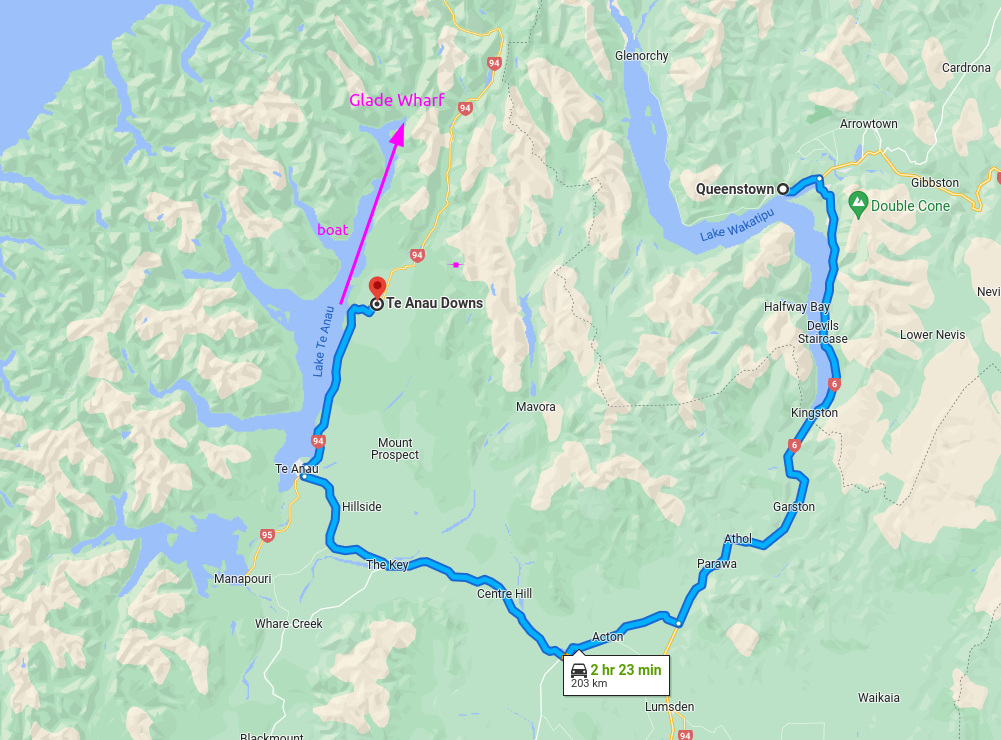 Glenorchy
94
Cardrona
Glade Wharf
94
Arrowtown
Queenstown
Gibbston
Double Cone
Lake Wakatipu
boat
94
Te Anau Downs
Nevi
Halfway Bay
Lake Te Anau
Devils
Staircase
Lower Nevis
6
Mavora
Kingston
94
Mount
Prospect
6
Te Anau
Hillside
Garston
95
Athol
The Key
Parawa
Manapouri
Centre Hill
Whare Creek
Acton
2 hr 23 min
203 km
Waikaia
Lumsden
94
Blackmount